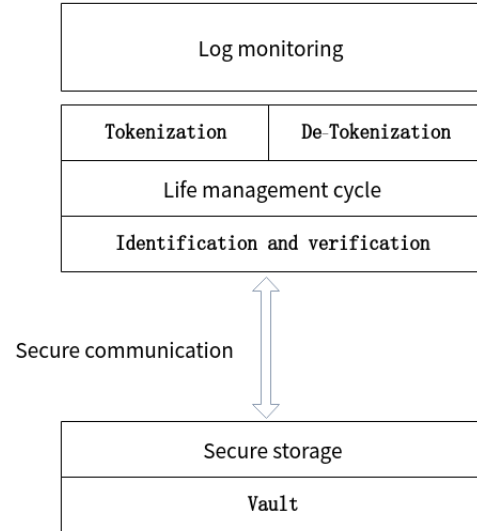 Log monitoring
Tokenization
De-Tokenization
Life management cycle
Identification and verification
Secure communication
Secure storage
Vault